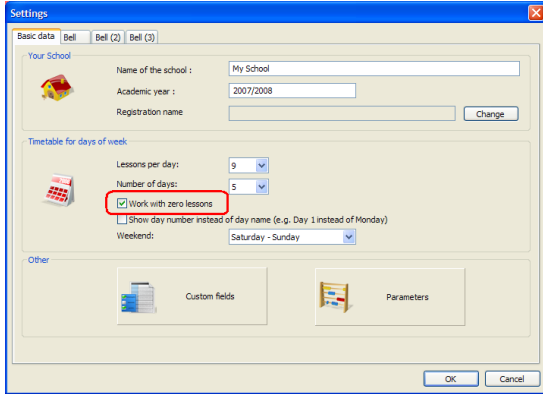 Settings
Basic data Bell Bell (2) Bell (3)
Your School
Name of the school : My School
Academic year : 2007/2008
Registration name Change
Timetable for days of week
Lessons per day: 9
Number of days: 5
Work with zero lessons
Show day number instead of day name (e.g. Day 1 instead of Monday)
Weekend: Saturday - Sunday
Other
Custom fields Parameters
OK Cancel